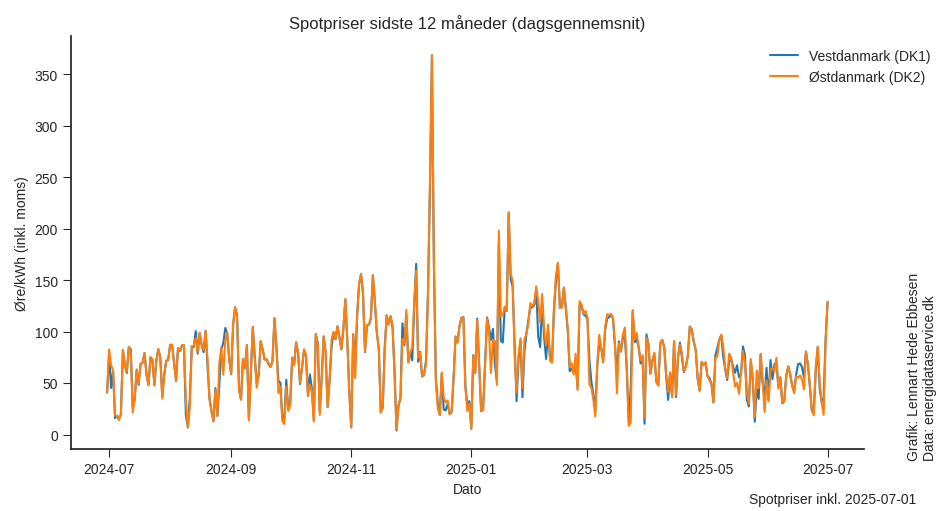 Spotpriser sidste 12 måneder (dagsgennemsnit)
Vestdanmark (DK1)
Østdanmark (DK2)
Øre/kWh (inkl. moms)
350
300
250
200
150
100
50
0
2024-07
2024-09
2024-11
2025-01
2025-03
2025-05
2025-07
Dato
Grafik: Lennart Hede Ebbesen
Data: energidataservice.dk
Spotpriser inkl. 2025-07-01